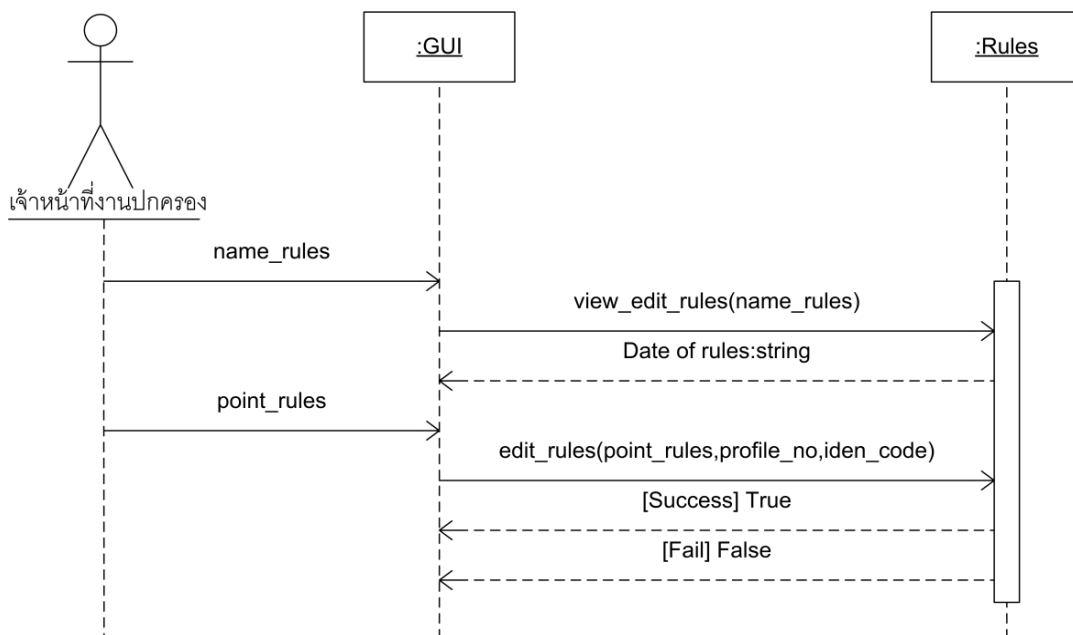 :GUI
:Rules
เจ้าหน้าที่งานปกครอง
name_rules
view_edit_rules(name_rules)
Date of rules:string
point_rules
edit_rules(point_rules,profile_no,iden_code)
[Success] True
[Fail] False